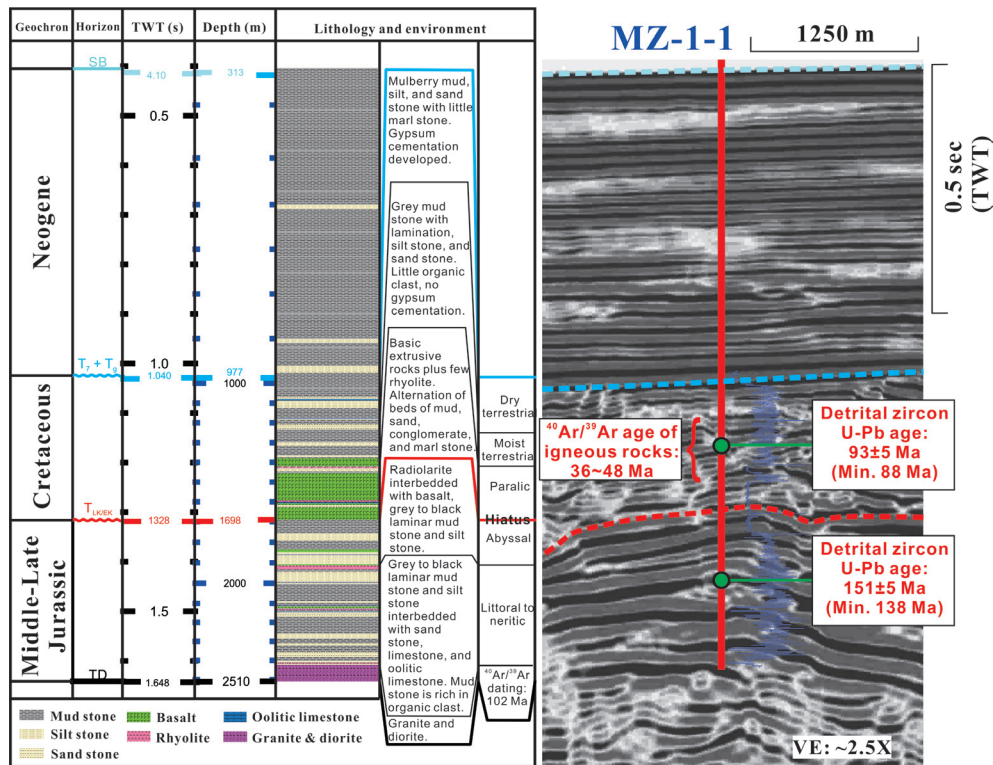 Geochron Horizon TWT (s) Depth (m) Lithology and environment
SB
4.10
313
0.5
1.0
T7 + T9
1.040
977
1000
TLK/EK
1328
1698
2000
1.5
TD
1.648
2510
Neogene
Cretaceous
Middle-Late
Jurassic
Mulberry mud,
silt, and sand
stone with little
marl stone.
Gypsum
cementation
developed.
Grey mud
stone with
lamination,
silt stone, and
sand stone.
Little organic
clast, no
gypsum
cementation.
Basic
extrusive
rocks plus few
rhyolite.
Alternation of
beds of mud,
sand,
conglomerate,
and marl stone.
Radiolarite
interbedded
with basalt,
grey to black
laminar mud
stone and silt
stone.
Grey to black
laminar mud
stone and silt
stone
interbedded
with sand
stone,
limestone, and
oolitic
limestone. Mud
stone is rich in
organic clast.
Granite and
diorite.
Dry
terrestria
Moist
terrestria
Paralic
Hiatus
Abyssal
Littoral to
neritic
⁴⁰Ar/³⁹Ar
dating:
102 Ma
Mud stone
Silt stone
Sand stone
Basalt
Rhyolite
Oolitic limestone
Granite & diorite
MZ-1-1
1250 m
0.5 sec
(TWT)
⁴⁰Ar/³⁹Ar age of
igneous rocks:
36~48 Ma
Detrital zircon
U-Pb age:
93±5 Ma
(Min. 88 Ma)
Detrital zircon
U-Pb age:
151±5 Ma
(Min. 138 Ma)
VE: ~2.5X